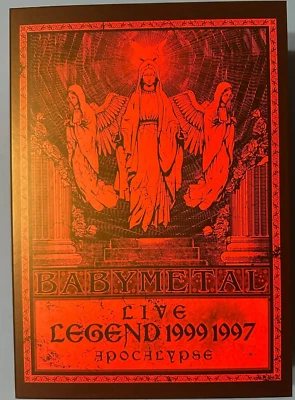 BABYMETAL
LIVE
LEGEND 1999 1997
APOCALYPSE